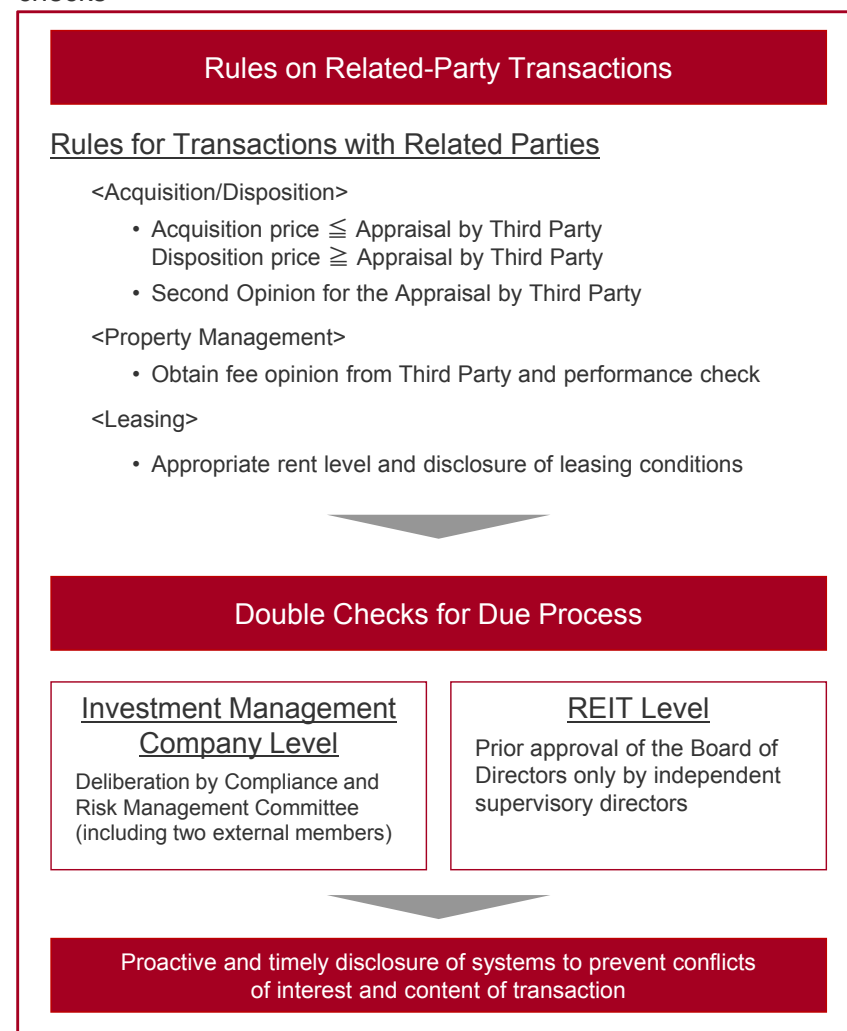 checks
Rules on Related-Party Transactions
Rules for Transactions with Related Parties
<Acquisition/Disposition>
• Acquisition price ≦ Appraisal by Third Party
Disposition price ≧ Appraisal by Third Party
• Second Opinion for the Appraisal by Third Party
<Property Management>
• Obtain fee opinion from Third Party and performance check
<Leasing>
• Appropriate rent level and disclosure of leasing conditions
Double Checks for Due Process
Investment Management
Company Level
Deliberation by Compliance and
Risk Management Committee
(including two external members)
REIT Level
Prior approval of the Board of
Directors only by independent
supervisory directors
Proactive and timely disclosure of systems to prevent conflicts
of interest and content of transaction